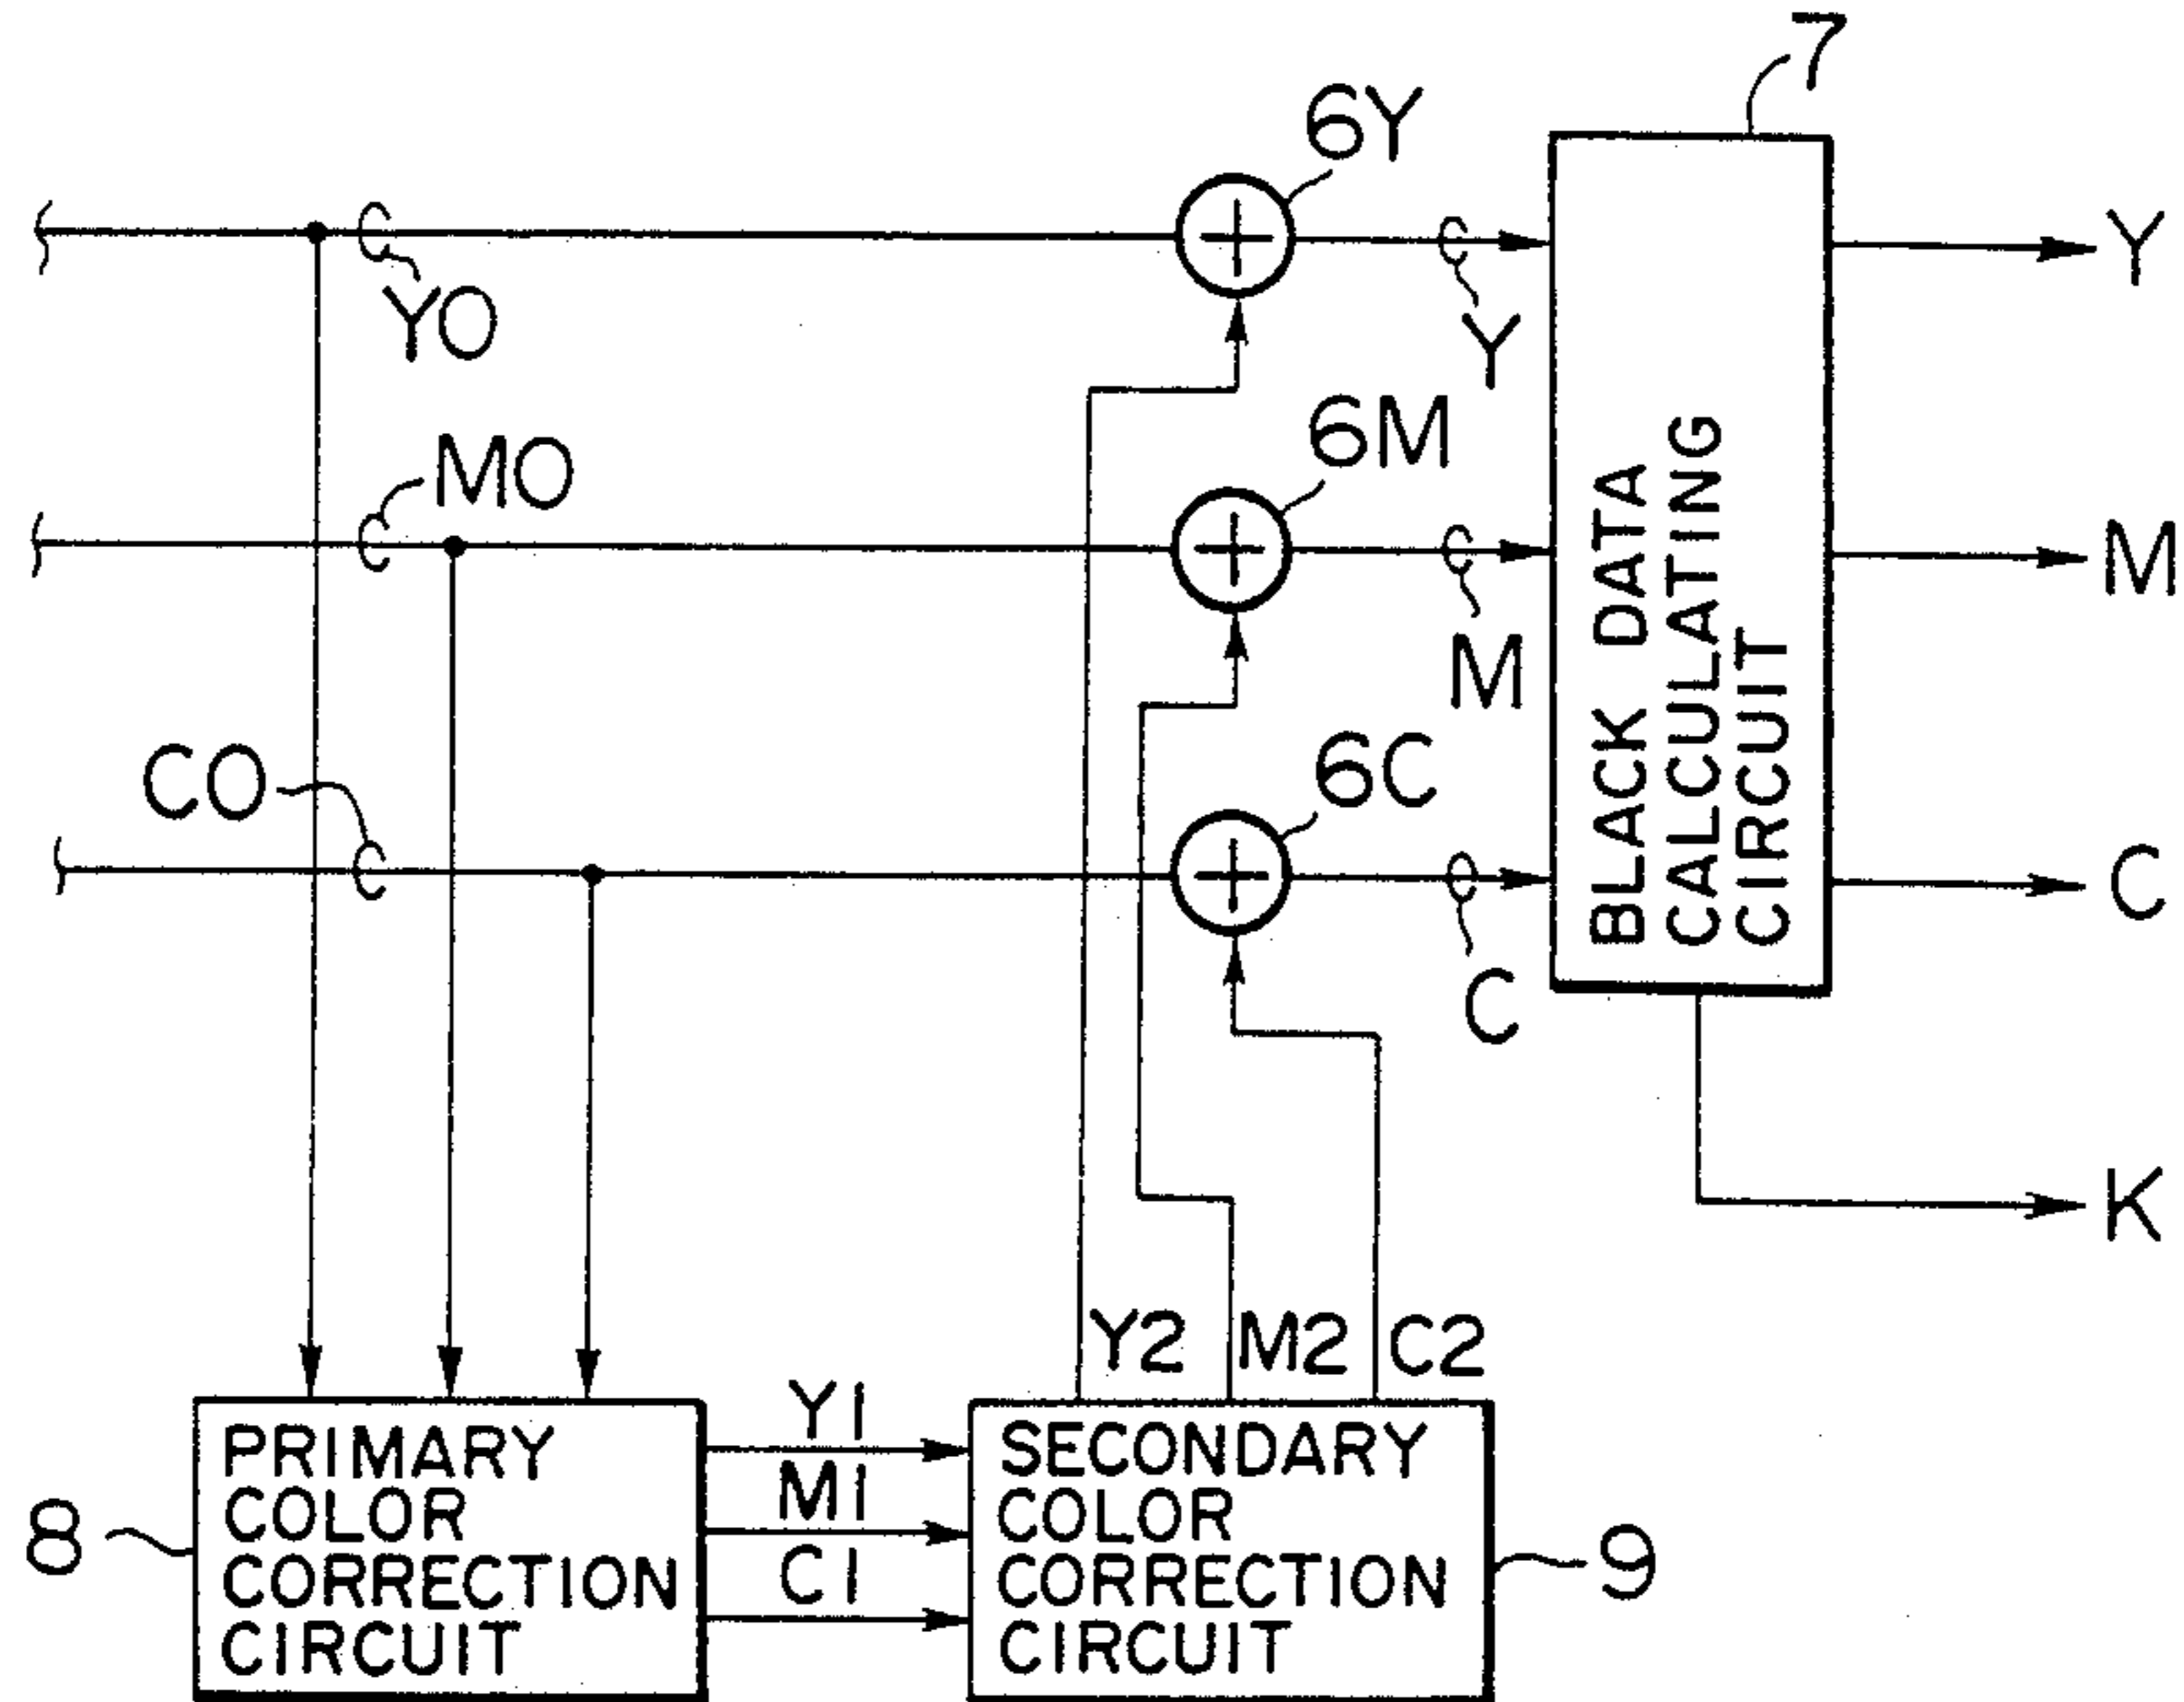 7
6Y
Y
YO
Y
6M
MO
M
M
6C
CO
C
C
BLACK DATA
CALCULATING
CIRCUIT
K
Y2 M2 C2
Y1
M1
C1
PRIMARY
COLOR
CORRECTION
CIRCUIT
8
SECONDARY
COLOR
CORRECTION
CIRCUIT
9